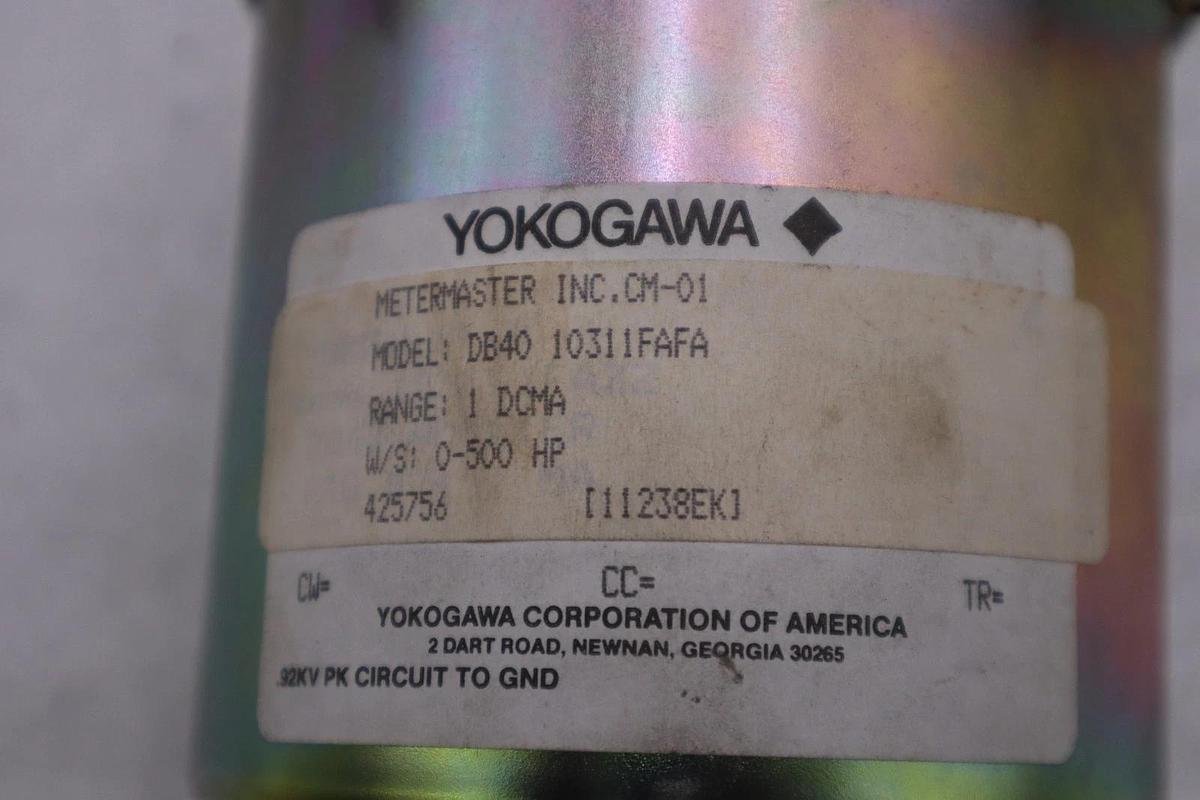 YOKOGAWA
METERMASTER INC.CM-01
MODEL: DB40 10311FAFA
RANGE: 1 DCMA
W/S: 0-500 HP
425756 [11238EK]
CW= CC= TR=
YOKOGAWA CORPORATION OF AMERICA
2 DART ROAD, NEWNAN, GEORGIA 30265
.92KV PK CIRCUIT TO GND